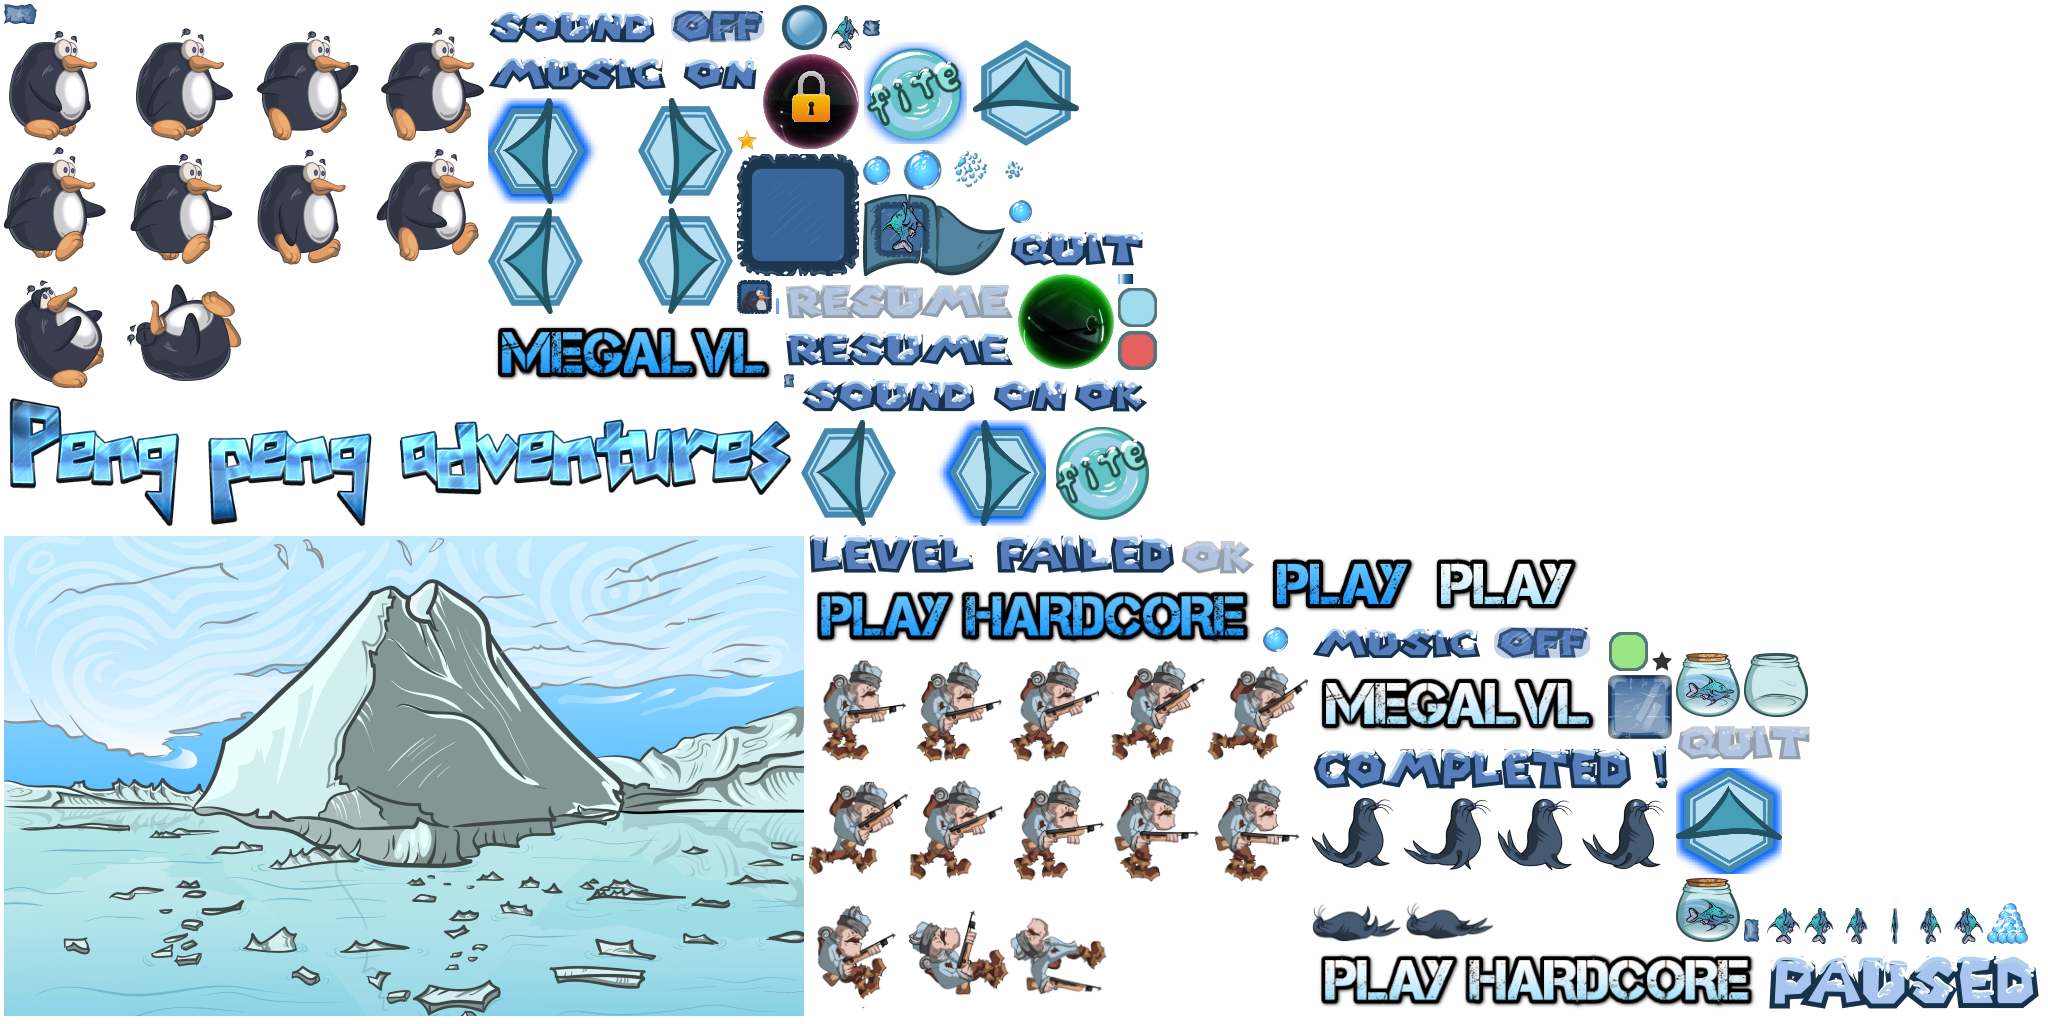 SOUND OFF
MUSIC ON
fire
QUIT
RESUME
MEGALVL
RESUME
SOUND ON OK
Peng peng adventures
fire
LEVEL FAILED OK
PLAY PLAY
PLAY HARDCORE
MUSIC OFF
MEGALVL
QUIT
COMPLETED !
PLAY HARDCORE
PAUSED